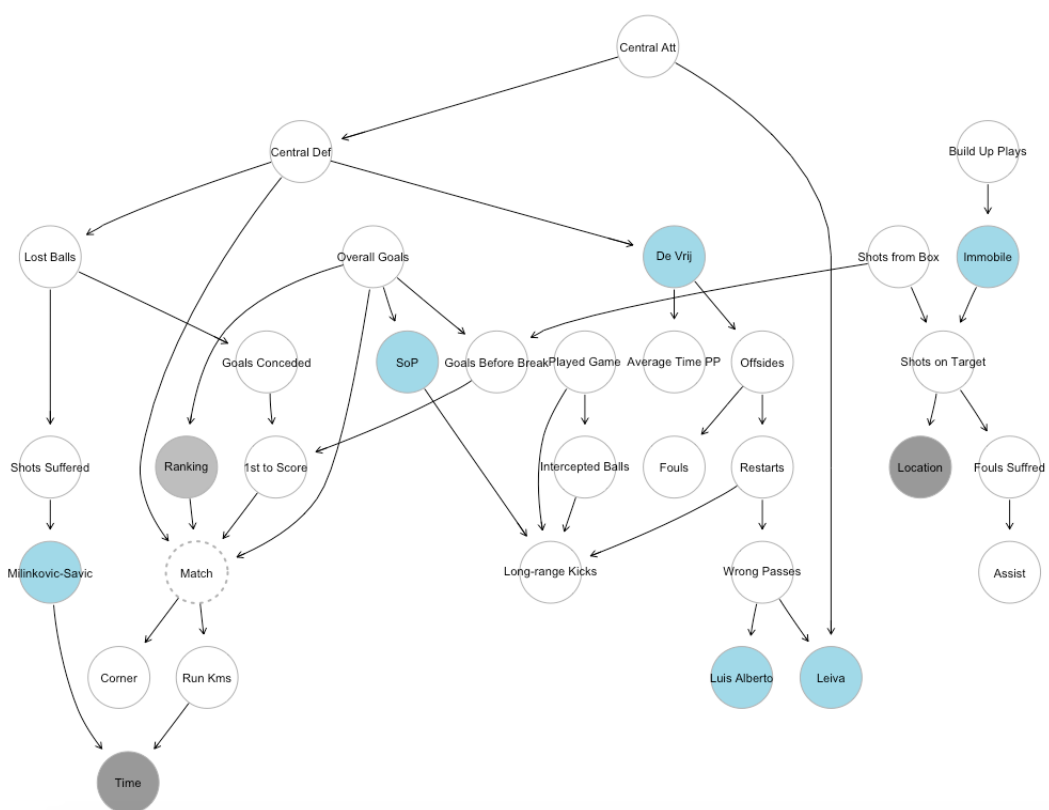 Central Att
Central Def
Build Up Plays
Lost Balls
Overall Goals
De Vrij
Shots from Box
Immobile
Goals Conceded
SoP
Goals Before Break
Played Game
Average Time PP
Offsides
Shots on Target
Shots Suffered
Ranking
1st to Score
Intercepted Balls
Fouls
Restarts
Location
Fouls Suffred
Milinkovic-Savic
Match
Long-range Kicks
Wrong Passes
Assist
Corner
Run Kms
Luis Alberto
Leiva
Time